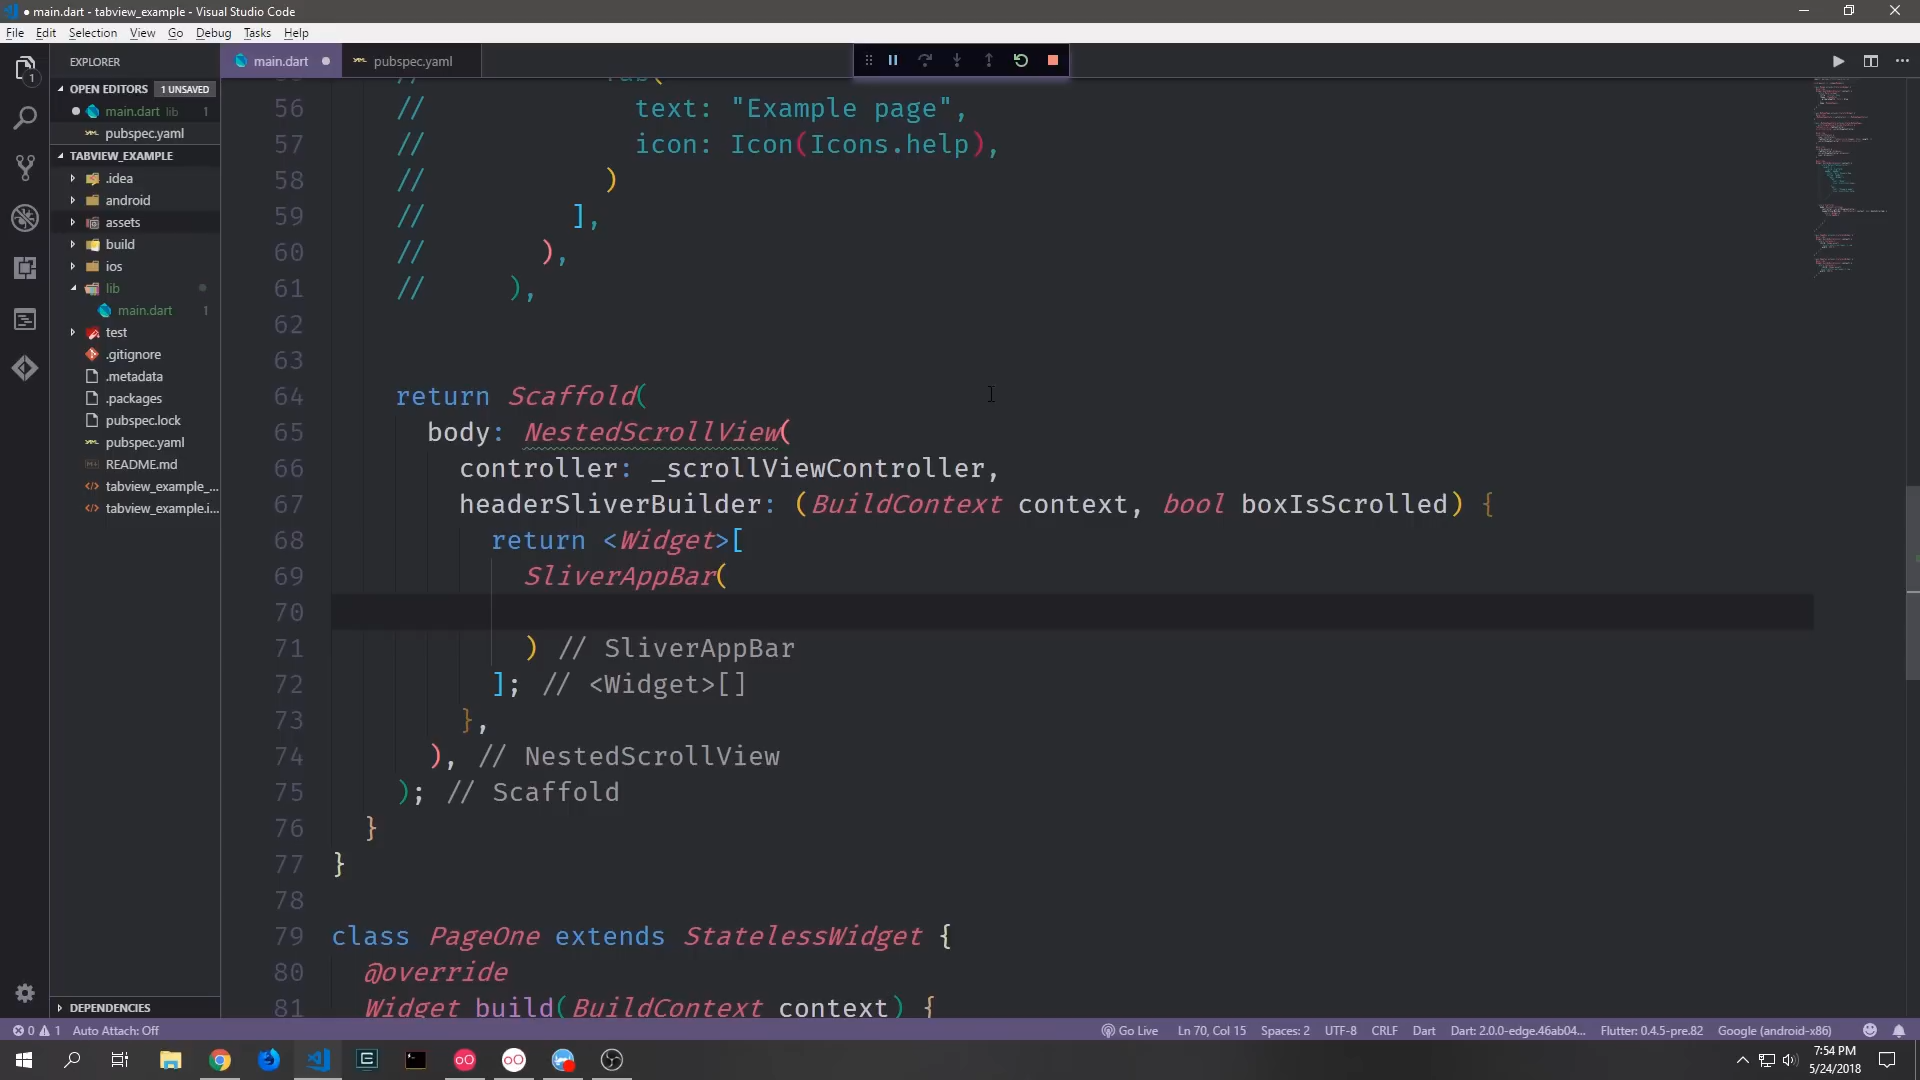 main.dart - tabview_example - Visual Studio Code
File Edit Selection View Go Debug Tasks Help
EXPLORER
OPEN EDITORS 1 UNSAVED
main.dart lib 1
pubspec.yaml
TABVIEW_EXAMPLE
.idea
android
assets
build
ios
lib
main.dart 1
test
.gitignore
.metadata
.packages
pubspec.lock
pubspec.yaml
README.md
tabview_example_...
tabview_example.i...
DEPENDENCIES
main.dart
pubspec.yaml
56 // text: "Example page",
57 // icon: Icon(Icons.help),
58 // )
59 // ],
60 // ),
61 // ),
62
63
64 return Scaffold(
65 body: NestedScrollView(
66 controller: _scrollViewController,
67 headerSliverBuilder: (BuildContext context, bool boxIsScrolled) {
68 return <Widget>[
69 SliverAppBar(
70
71 ) // SliverAppBar
72 ]; // <Widget>[]
73 },
74 ), // NestedScrollView
75 ); // Scaffold
76 }
77 }
78
79 class PageOne extends StatelessWidget {
80 @override
81 Widget build(BuildContext context) {
0 1 Auto Attach: Off
Go Live Ln 70, Col 15 Spaces: 2 UTF-8 CRLF Dart Dart: 2.0.0-edge.46ab04... Flutter: 0.4.5-pre.82 Google (android-x86)
7:54 PM
5/24/2018